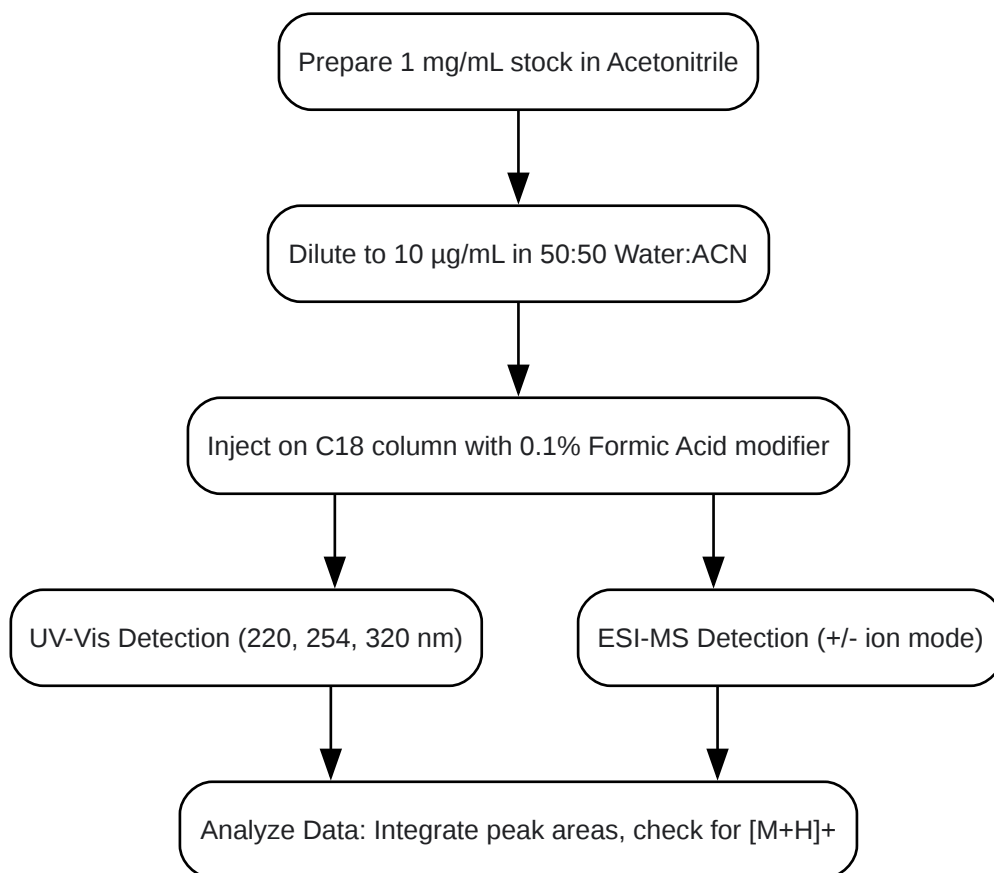 Prepare 1 mg/mL stock in Acetonitrile
Dilute to 10 µg/mL in 50:50 Water:ACN
Inject on C18 column with 0.1% Formic Acid modifier
UV-Vis Detection (220, 254, 320 nm)
ESI-MS Detection (+/- ion mode)
Analyze Data: Integrate peak areas, check for [M+H]+